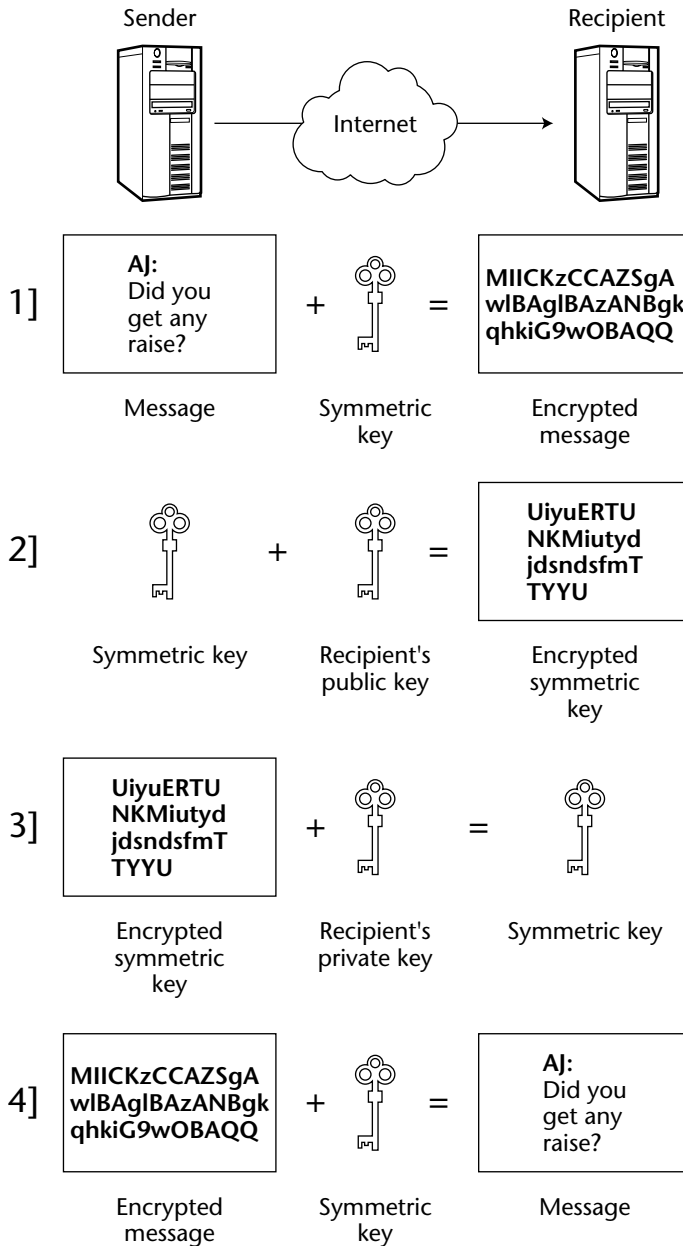 Sender
Recipient
Internet
1]
AJ:
Did you
get any
raise?
+
=
MIICKzCCAZSgA
wlBAglBAzANBgk
qhkiG9wOBAQQ
Message
Symmetric
key
Encrypted
message
2]
+
=
UiyuERTU
NKMiutyd
jdsndsfmT
TYYU
Symmetric key
Recipient's
public key
Encrypted
symmetric
key
3]
UiyuERTU
NKMiutyd
jdsndsfmT
TYYU
+
=
Encrypted
symmetric
key
Recipient's
private key
Symmetric key
4]
MIICKzCCAZSgA
wlBAglBAzANBgk
qhkiG9wOBAQQ
+
=
AJ:
Did you
get any
raise?
Encrypted
message
Symmetric
key
Message